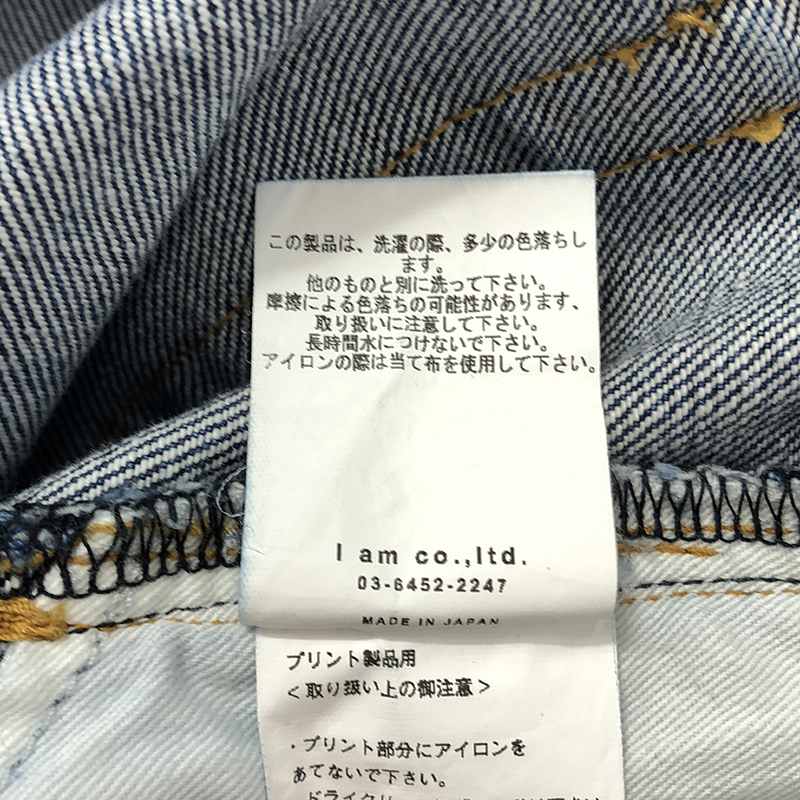 この製品は、洗濯の際、多少の色落ちし
ます。
他のものと別に洗って下さい。
摩擦による色落ちの可能性があります、
取り扱いに注意して下さい。
長時間水につけないで下さい。
アイロンの際は当て布を使用して下さい。
I am co.,ltd.
03-6452-2247
MADE IN JAPAN
プリント製品用
<取り扱い上の御注意>
・プリント部分にアイロンを
あてないで下さい。